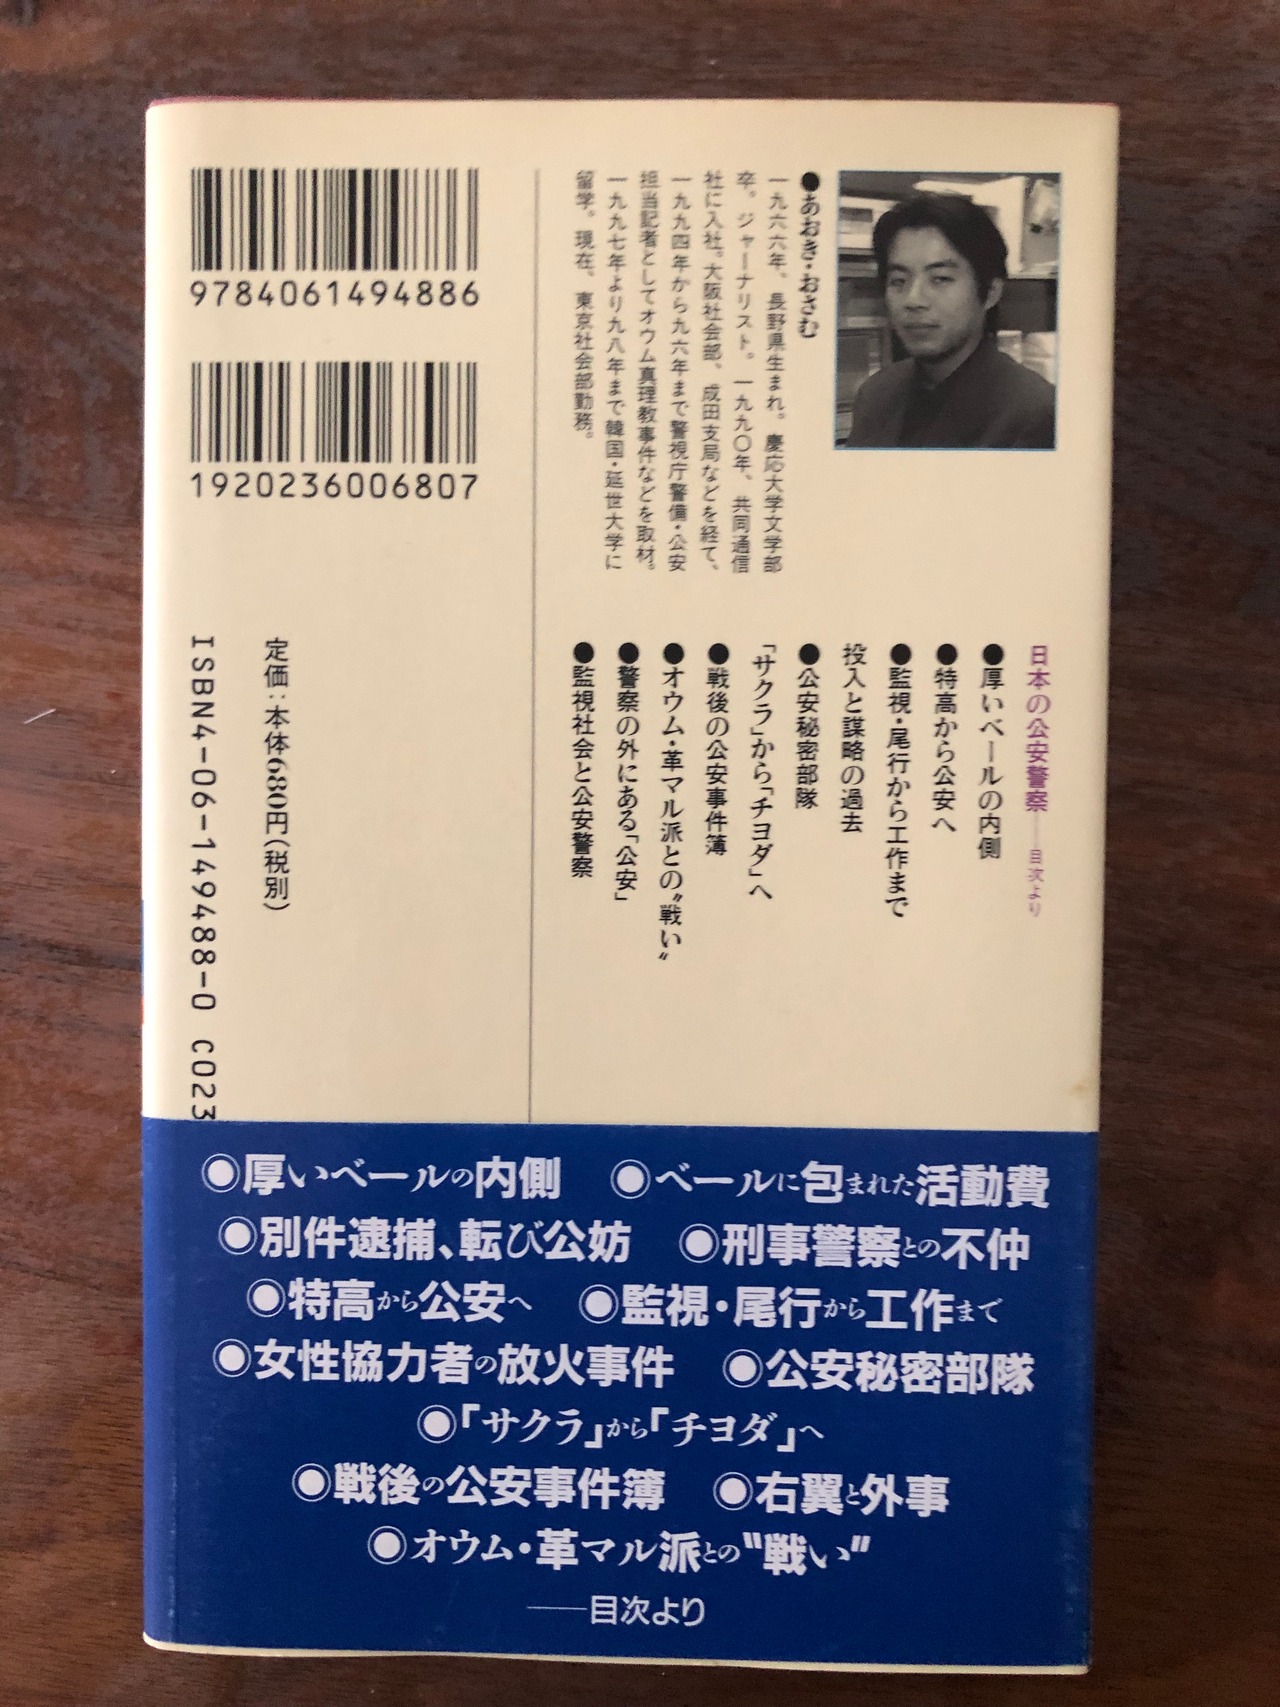 9784061494886
1920236006807
●あおき・おさむ
一九六六年、長野県生まれ。慶応大学文学部
卒。ジャーナリスト。一九九〇年、共同通信
社に入社。大阪社会部、成田支局などを経て、
一九九四年から九六年まで警視庁警備・公安
担当記者としてオウム真理教事件などを取材。
一九九七年より九八年まで韓国・延世大学に
留学。現在、東京社会部勤務。
日本の公安警察──目次より
●厚いベールの内側
●特高から公安へ
●監視・尾行から工作まで
投入と謀略の過去
●公安秘密部隊
「サクラ」から「チヨダ」へ
●戦後の公安事件簿
●オウム・革マル派との〝戦い〟
●警察の外にある「公安」
●監視社会と公安警察
定価：本体680円（税別）
ISBN4-06-149488-0 C023
◉厚いベールの内側 ◉ベールに包まれた活動費
◉別件逮捕、転び公妨 ◉刑事警察との不仲
◉特高から公安へ ◉監視・尾行から工作まで
◉女性協力者の放火事件 ◉公安秘密部隊
◉「サクラ」から「チヨダ」へ
◉戦後の公安事件簿 ◉右翼と外事
◉オウム・革マル派との〝戦い〟
──目次より